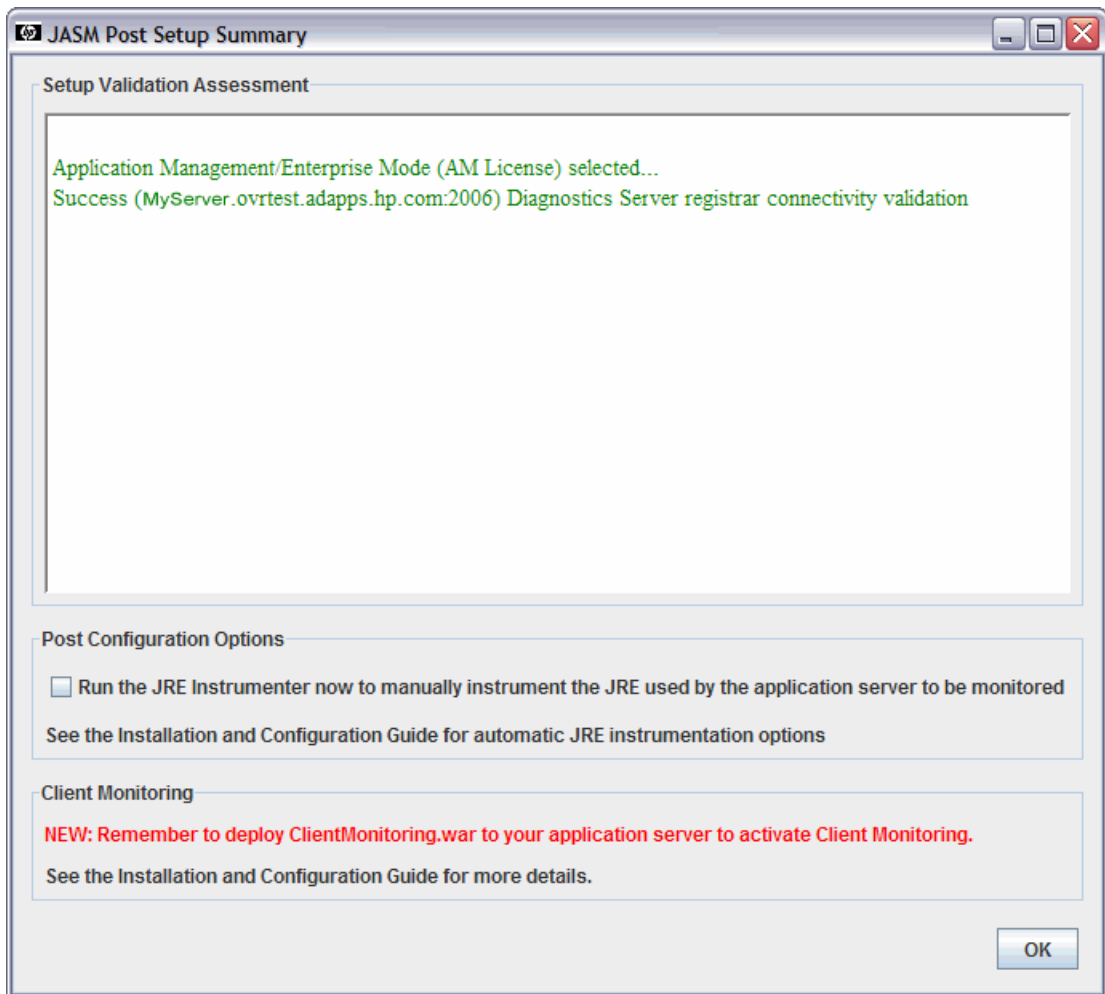 JASM Post Setup Summary
Setup Validation Assessment
Application Management/Enterprise Mode (AM License) selected...
Success (MyServer.ovrtest.adapps.hp.com:2006) Diagnostics Server registrar connectivity validation
Post Configuration Options
Run the JRE Instrumenter now to manually instrument the JRE used by the application server to be monitored
See the Installation and Configuration Guide for automatic JRE instrumentation options
Client Monitoring
NEW: Remember to deploy ClientMonitoring.war to your application server to activate Client Monitoring.
See the Installation and Configuration Guide for more details.
OK